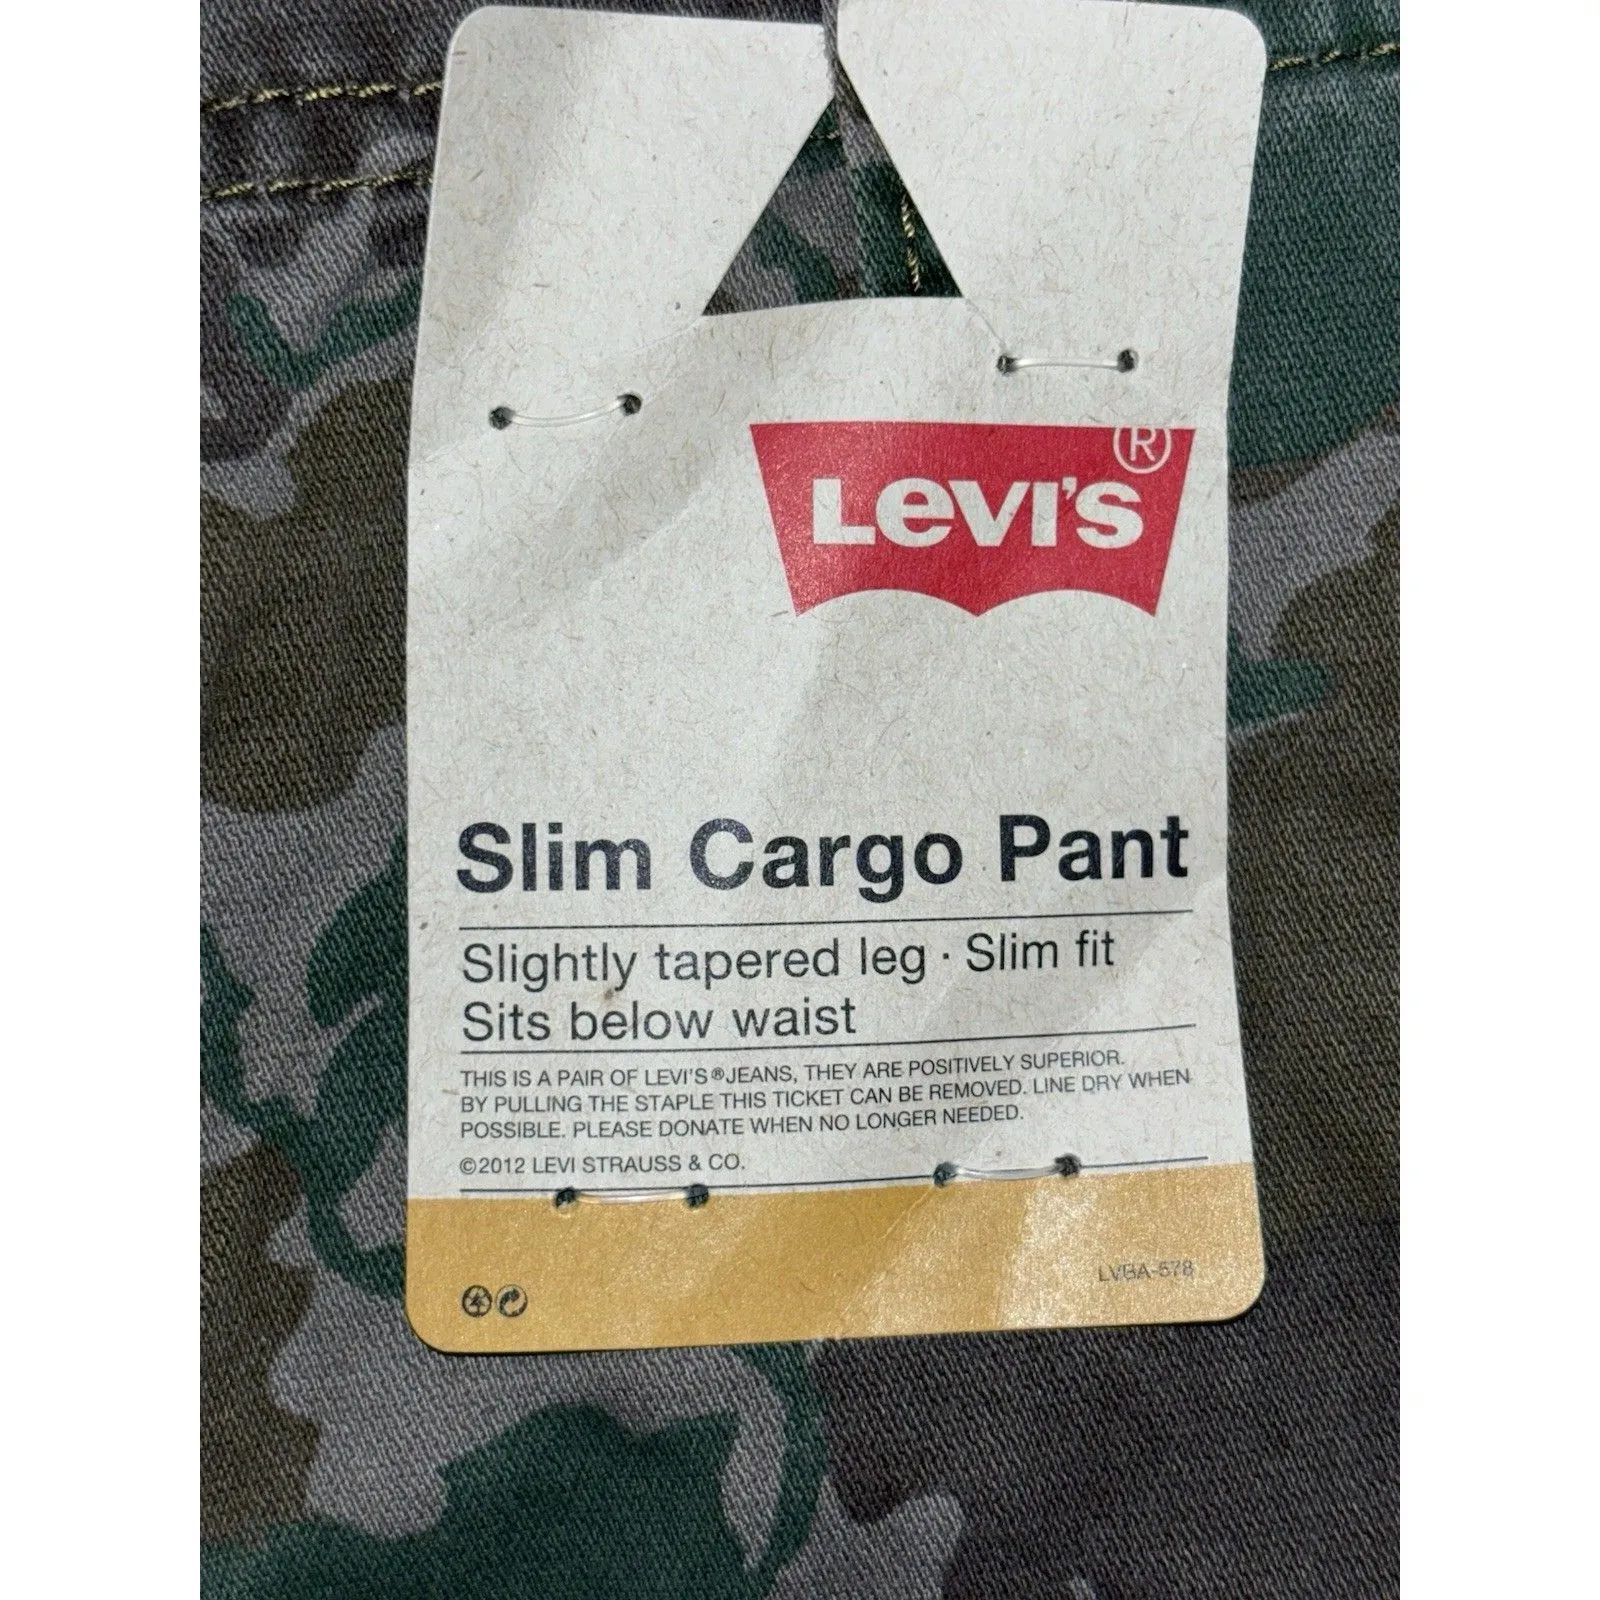 LEVI'S®
Slim Cargo Pant
Slightly tapered leg · Slim fit
Sits below waist
THIS IS A PAIR OF LEVI'S® JEANS, THEY ARE POSITIVELY SUPERIOR.
BY PULLING THE STAPLE THIS TICKET CAN BE REMOVED. LINE DRY WHEN
POSSIBLE. PLEASE DONATE WHEN NO LONGER NEEDED.
©2012 LEVI STRAUSS & CO.
LVBA-578